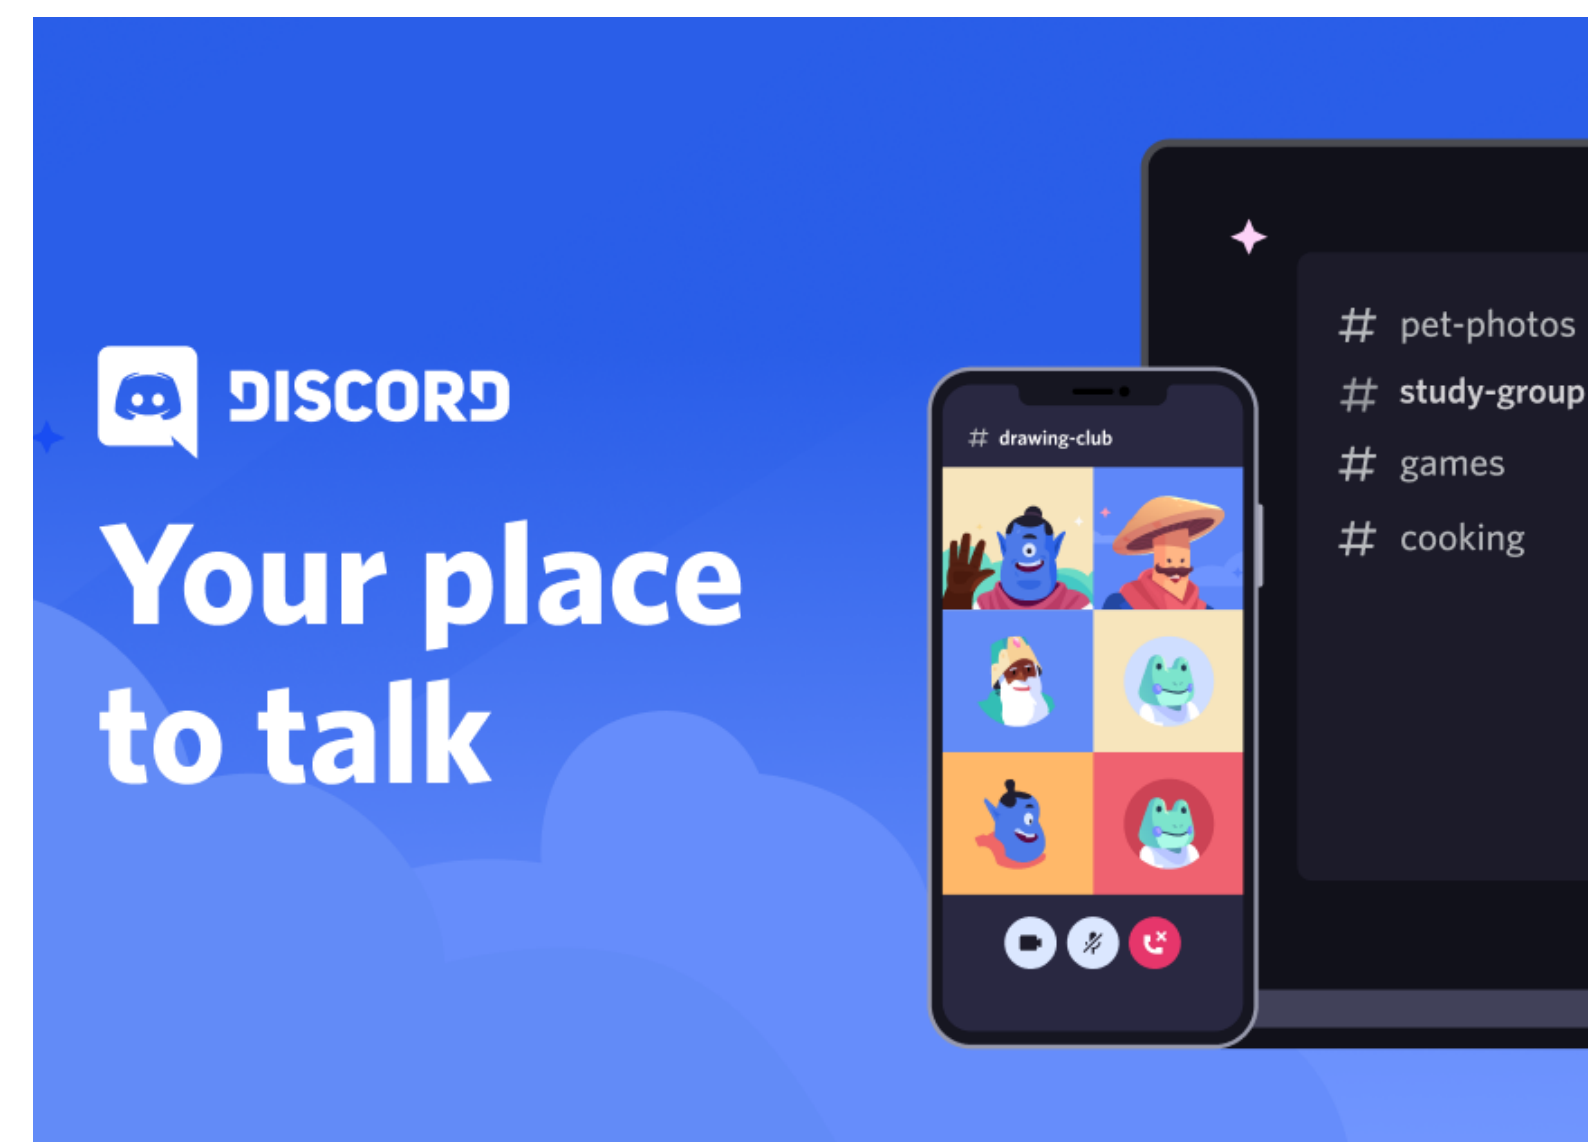 DISCORD
Your place
to talk
# drawing-club
# pet-photos
# study-group
# games
# cooking